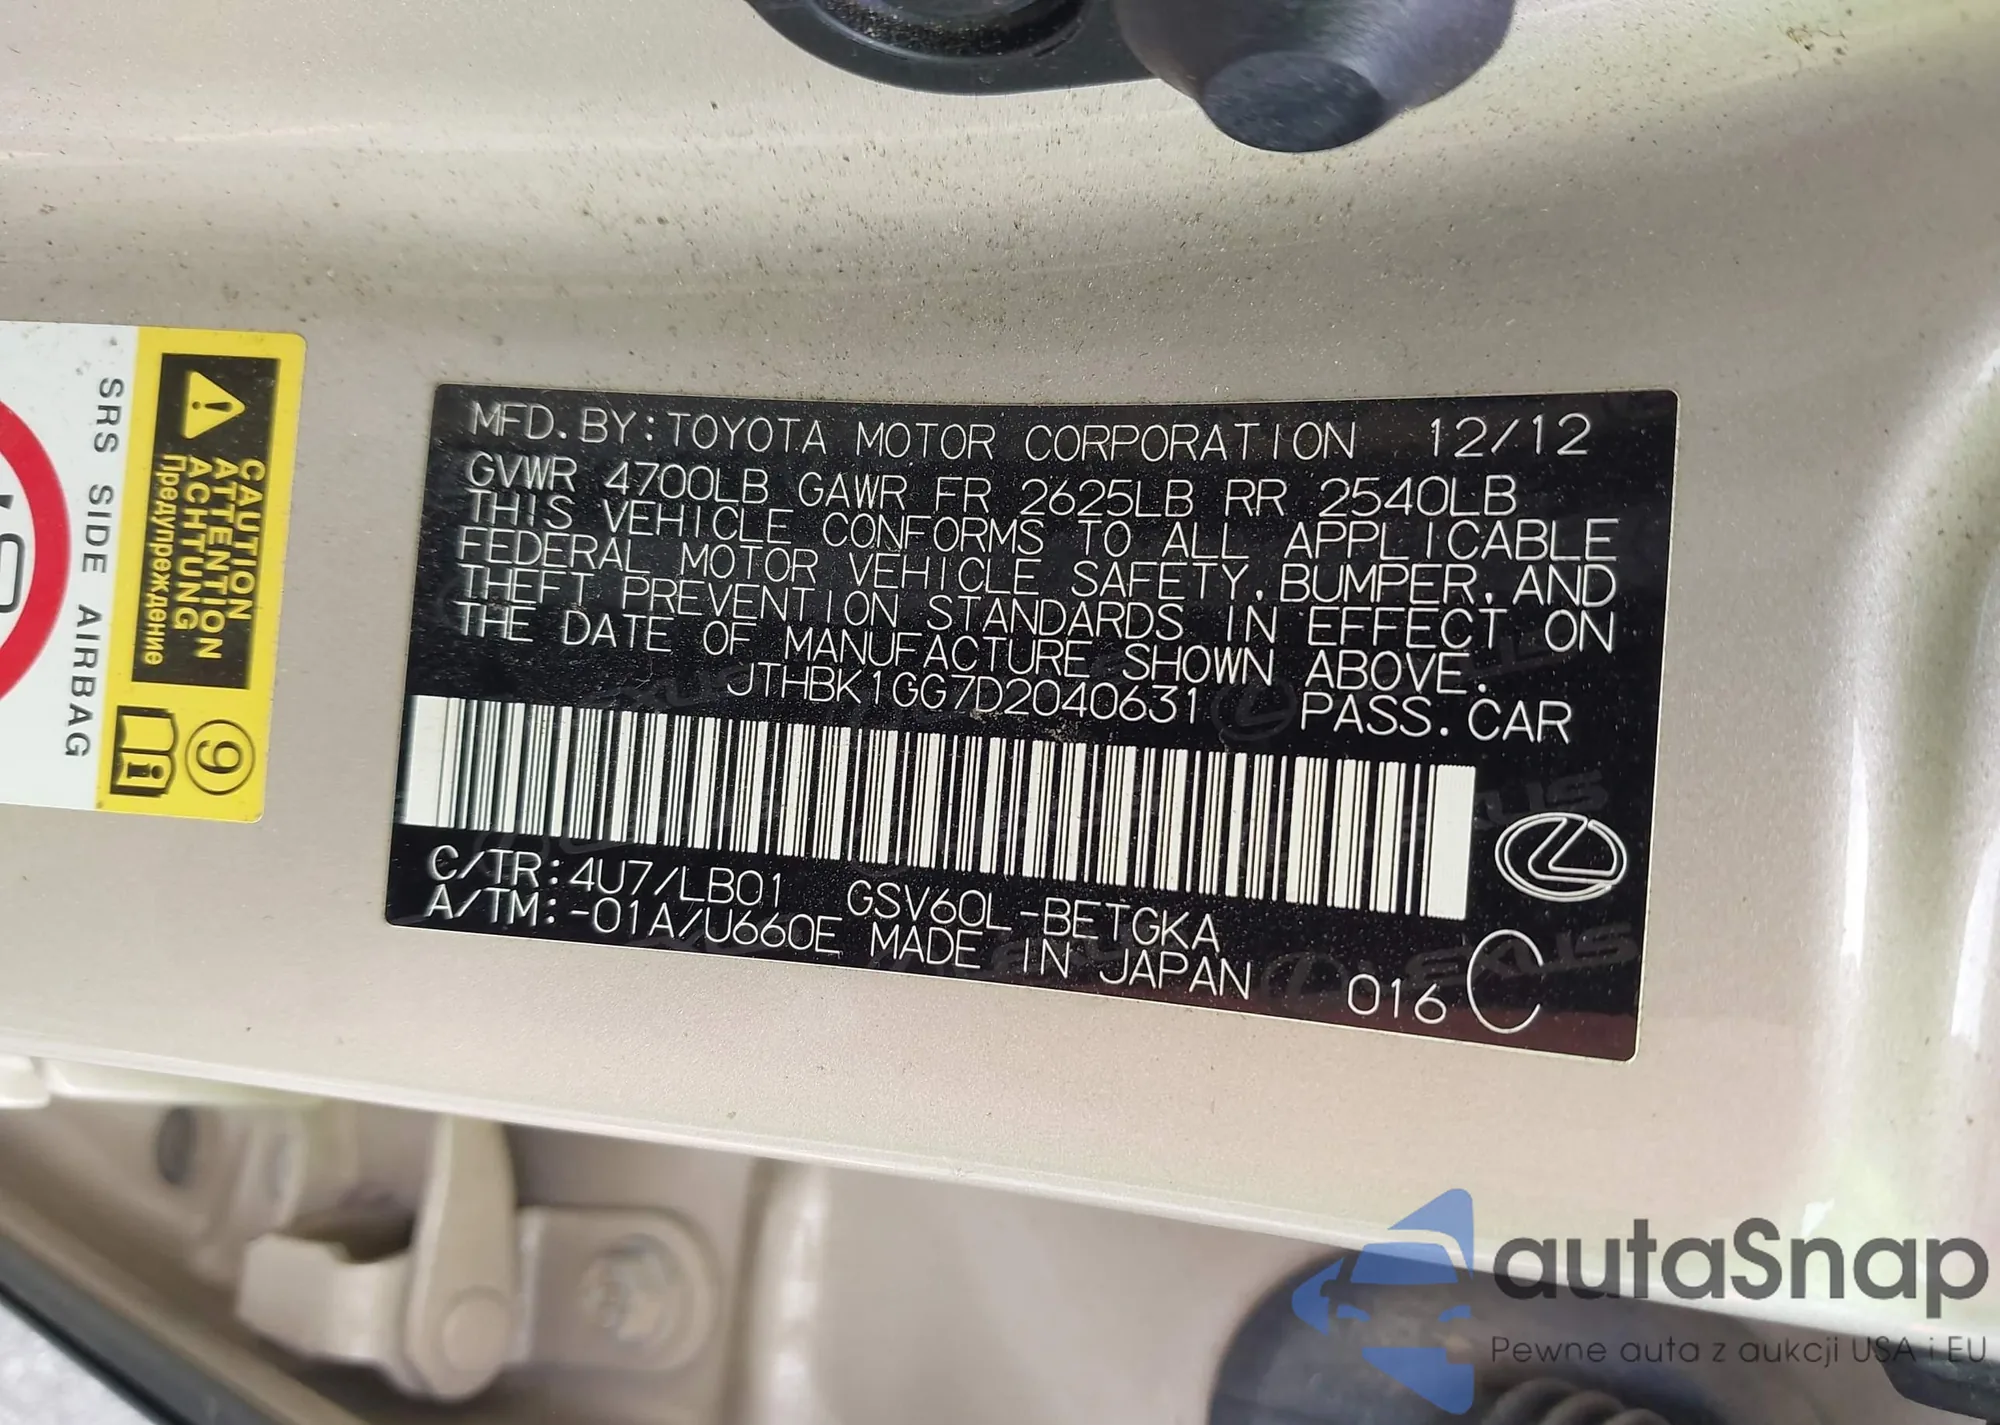 MFD. BY: TOYOTA MOTOR CORPORATION 12/12
GVWR 4700LB GAWR FR 2625LB RR 2540LB
THIS VEHICLE CONFORMS TO ALL APPLICABLE
FEDERAL MOTOR VEHICLE SAFETY, BUMPER, AND
THEFT PREVENTION STANDARDS IN EFFECT ON
THE DATE OF MANUFACTURE SHOWN ABOVE.
JTHBK1GG7D2040631 PASS. CAR
C/TR: 4U7/LB01 GSV60L-BETGKA
A/TM: -01A/U660E MADE IN JAPAN 016 C
CAUTION
ATTENTION
ACHTUNG
Предупреждение
9
SRS SIDE AIRBAG
autaSnap
Pewne auta z aukcji USA i EU